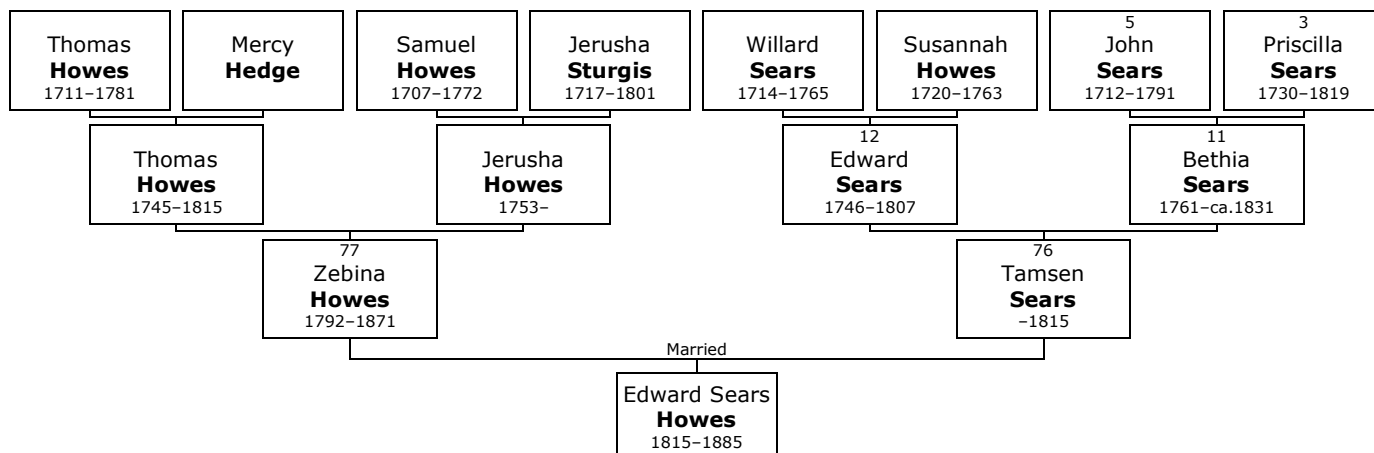 Thomas
Howes
1711–1781
Mercy
Hedge
Samuel
Howes
1707–1772
Jerusha
Sturgis
1717–1801
Willard
Sears
1714–1765
Susannah
Howes
1720–1763
5
John
Sears
1712–1791
3
Priscilla
Sears
1730–1819
Thomas
Howes
1745–1815
Jerusha
Howes
1753–
12
Edward
Sears
1746–1807
11
Bethia
Sears
1761–ca.1831
77
Zebina
Howes
1792–1871
76
Tamsen
Sears
–1815
Married
Edward Sears
Howes
1815–1885